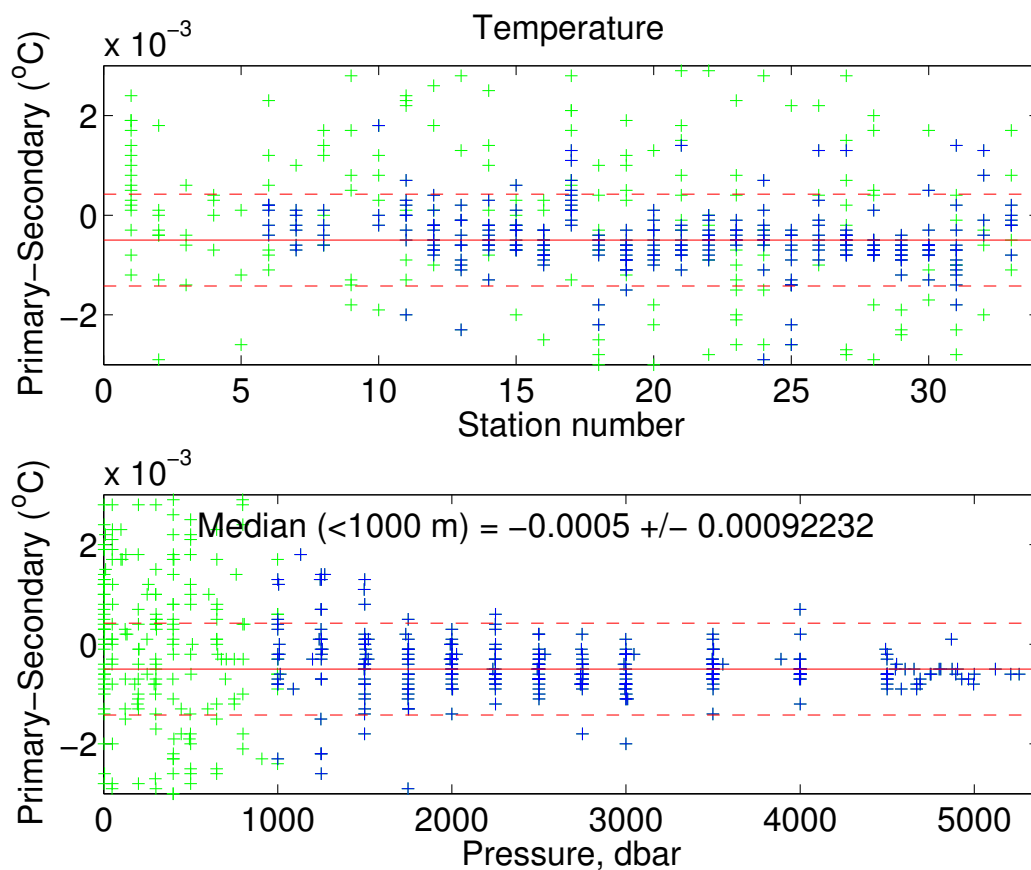 Temperature
x 10−3
Primary−Secondary (oC)
2
0
−2
0 5 10 15 20 25 30
Station number
x 10−3
Primary−Secondary (oC)
Median (<1000 m) = −0.0005 +/− 0.00092232
2
0
−2
0 1000 2000 3000 4000 5000
Pressure, dbar